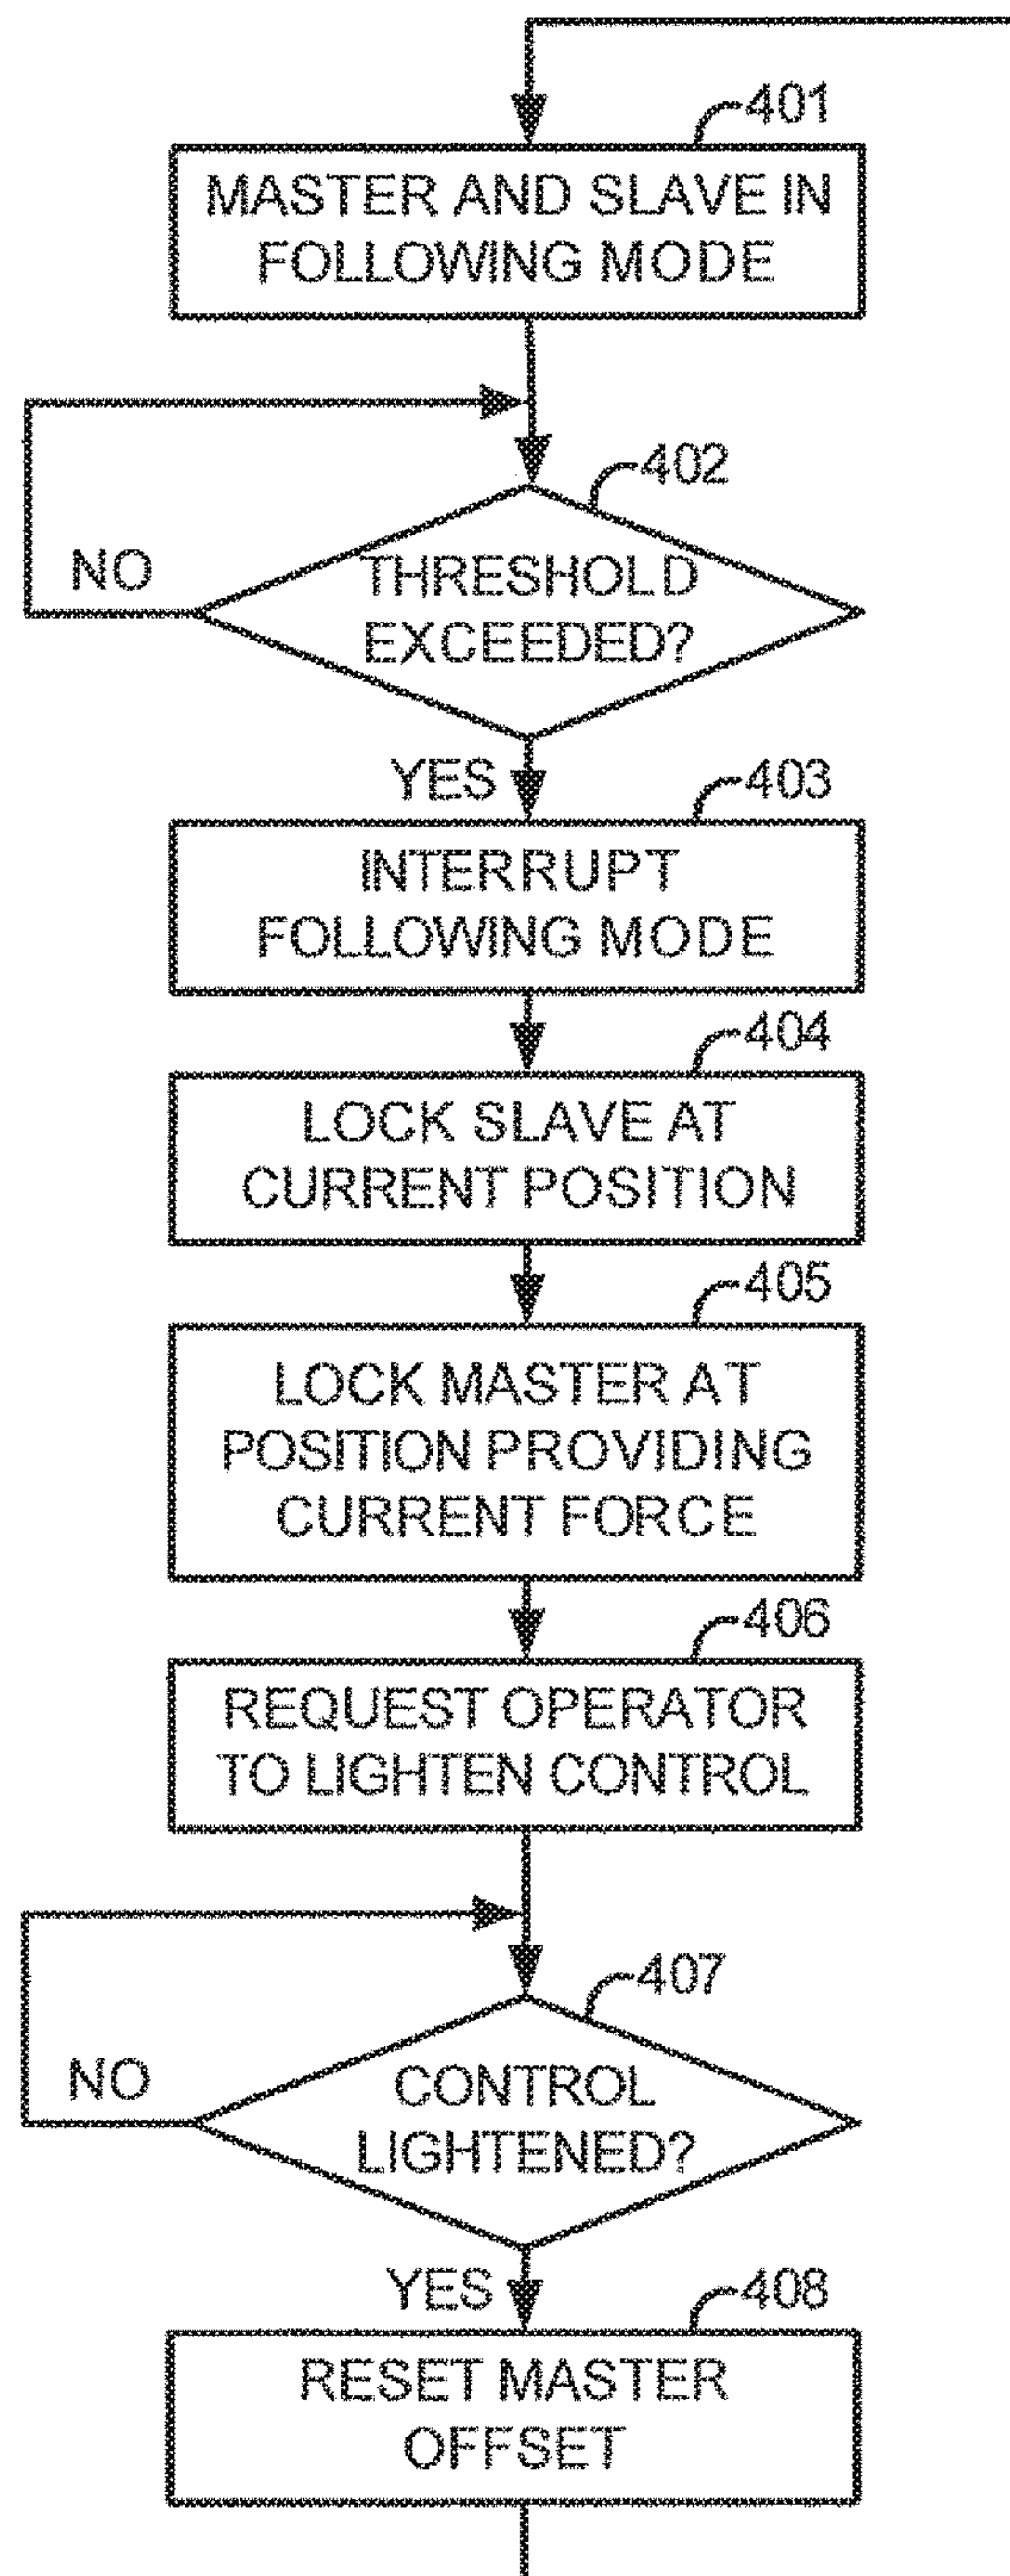 401
MASTER AND SLAVE IN
FOLLOWING MODE
402
THRESHOLD
EXCEEDED?
NO
YES
403
INTERRUPT
FOLLOWING MODE
404
LOCK SLAVE AT
CURRENT POSITION
405
LOCK MASTER AT
POSITION PROVIDING
CURRENT FORCE
406
REQUEST OPERATOR
TO LIGHTEN CONTROL
407
CONTROL
LIGHTENED?
NO
YES
408
RESET MASTER
OFFSET